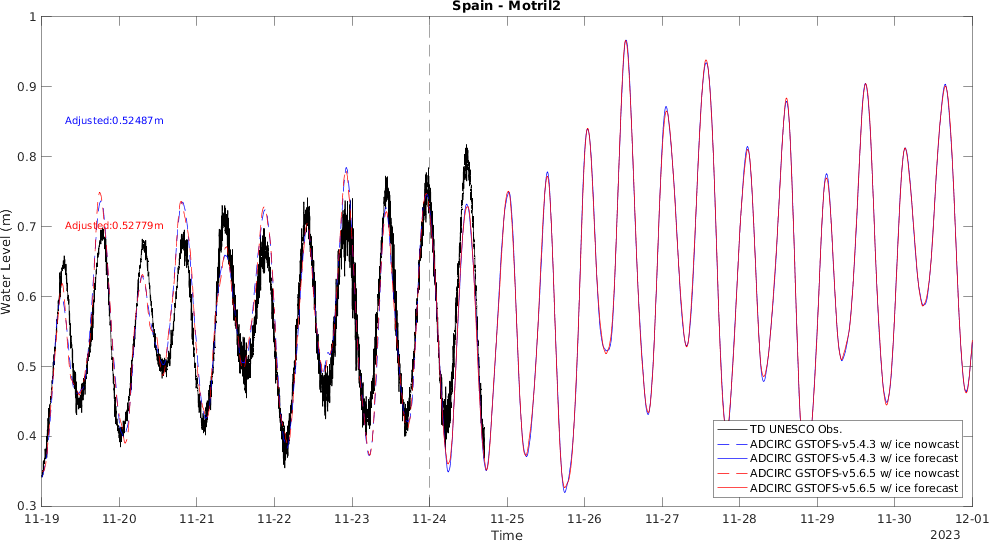 Spain - Motril2
1
0.9
0.8
0.7
0.6
0.5
0.4
0.3
Water Level (m)
Adjusted:0.52487m
Adjusted:0.52779m
TD UNESCO Obs.
ADCIRC GSTOFS-v5.4.3 w/ ice nowcast
ADCIRC GSTOFS-v5.4.3 w/ ice forecast
ADCIRC GSTOFS-v5.6.5 w/ ice nowcast
ADCIRC GSTOFS-v5.6.5 w/ ice forecast
11-19 11-20 11-21 11-22 11-23 11-24 11-25 11-26 11-27 11-28 11-29 11-30 12-01
Time
2023